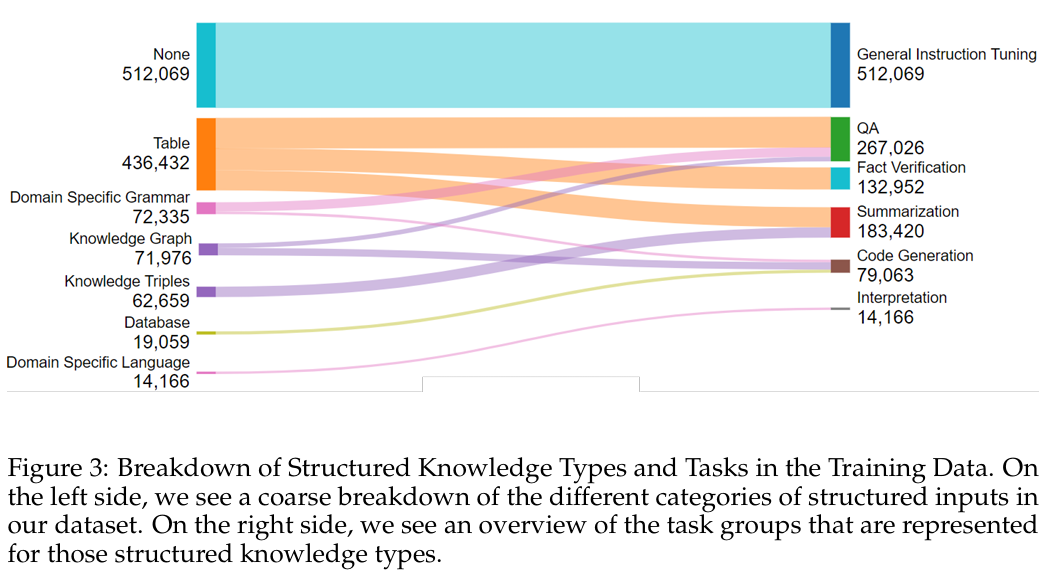 None
512,069
General Instruction Tuning
512,069
Table
436,432
QA
267,026
Fact Verification
132,952
Domain Specific Grammar
72,335
Summarization
183,420
Knowledge Graph
71,976
Code Generation
79,063
Knowledge Triples
62,659
Interpretation
14,166
Database
19,059
Domain Specific Language
14,166
Figure 3: Breakdown of Structured Knowledge Types and Tasks in the Training Data. On
the left side, we see a coarse breakdown of the different categories of structured inputs in
our dataset. On the right side, we see an overview of the task groups that are represented
for those structured knowledge types.